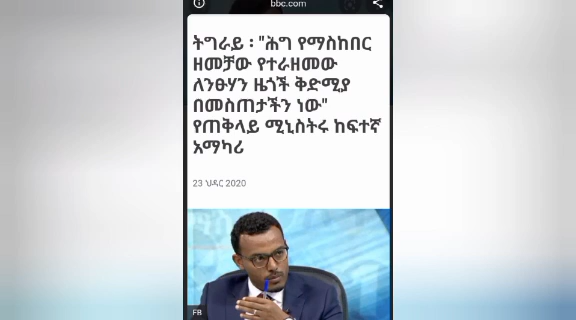 bbc.com
ትግራይ ፡ "ሕግ የማስከበር
ዘመቻው የተራዘመው
ለንፁሃን ዜጎች ቅድሚያ
በመስጠታችን ነው"
የጠቅላይ ሚኒስትሩ ከፍተኛ
አማካሪ
23 ህዳር 2020
FB